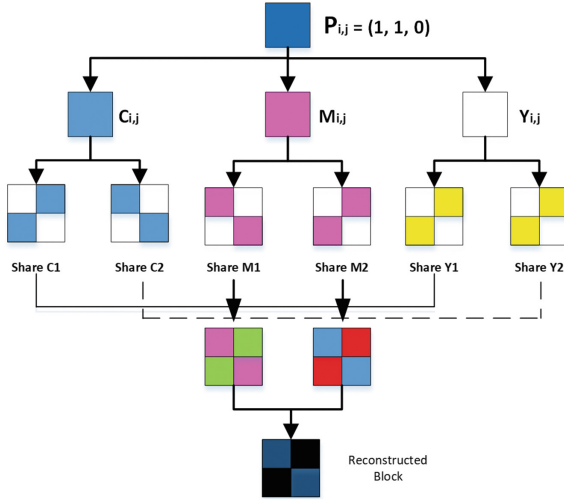 Pi,j = (1, 1, 0)
Ci,j
Mi,j
Yi,j
Share C1
Share C2
Share M1
Share M2
Share Y1
Share Y2
Reconstructed
Block